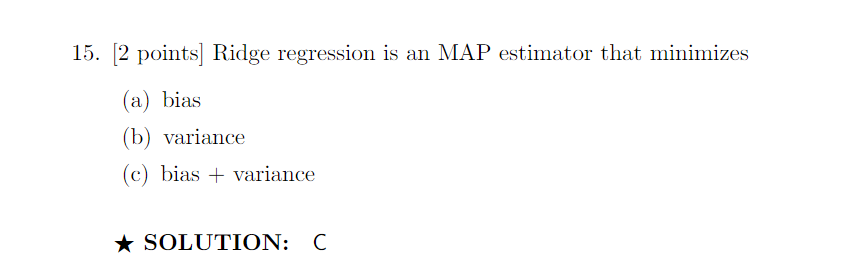 15. [2 points] Ridge regression is an MAP estimator that minimizes
(a) bias
(b) variance
(c) bias + variance
★ SOLUTION: C